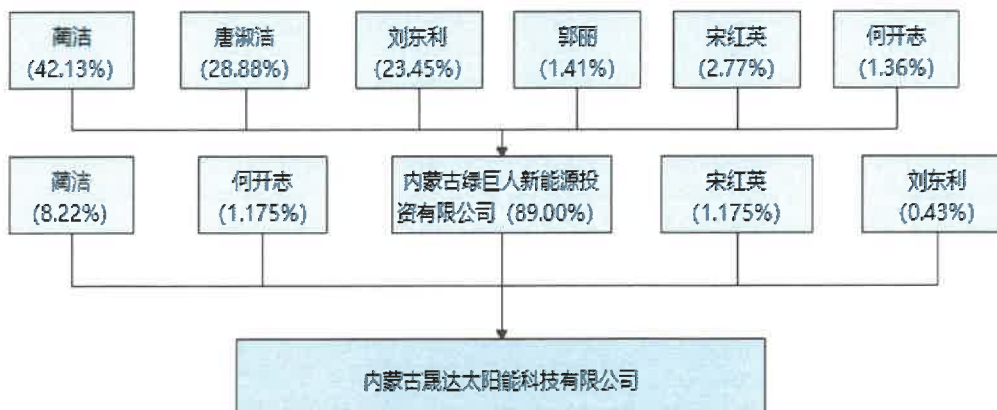 蔺洁
(42.13%)
唐淑洁
(28.88%)
刘东利
(23.45%)
郭丽
(1.41%)
宋红英
(2.77%)
何开志
(1.36%)
蔺洁
(8.22%)
何开志
(1.175%)
内蒙古绿巨人新能源投
资有限公司 (89.00%)
宋红英
(1.175%)
刘东利
(0.43%)
内蒙古晟达太阳能科技有限公司